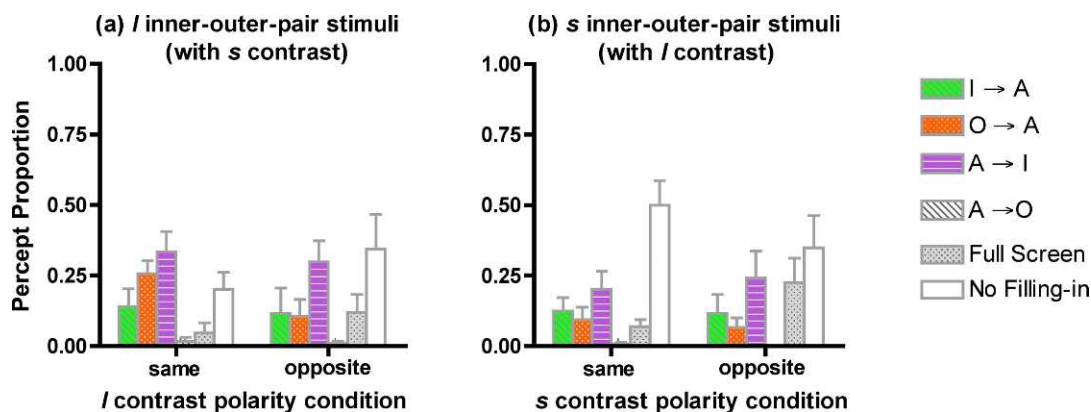 (a) l inner-outer-pair stimuli
(with s contrast)
(b) s inner-outer-pair stimuli
(with l contrast)
Percept Proportion
1.00
0.75
0.50
0.25
0.00
same
opposite
l contrast polarity condition
1.00
0.75
0.50
0.25
0.00
same
opposite
s contrast polarity condition
I → A
O → A
A → I
A → O
Full Screen
No Filling-in